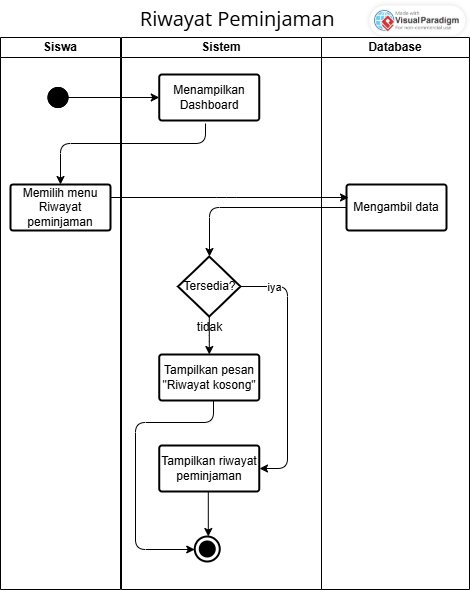 Riwayat Peminjaman
Made with
Visual Paradigm
For non-commercial use
Siswa
Sistem
Database
Menampilkan
Dashboard
Memilih menu
Riwayat
peminjaman
Mengambil data
Tersedia?
iya
tidak
Tampilkan pesan
"Riwayat kosong"
Tampilkan riwayat
peminjaman